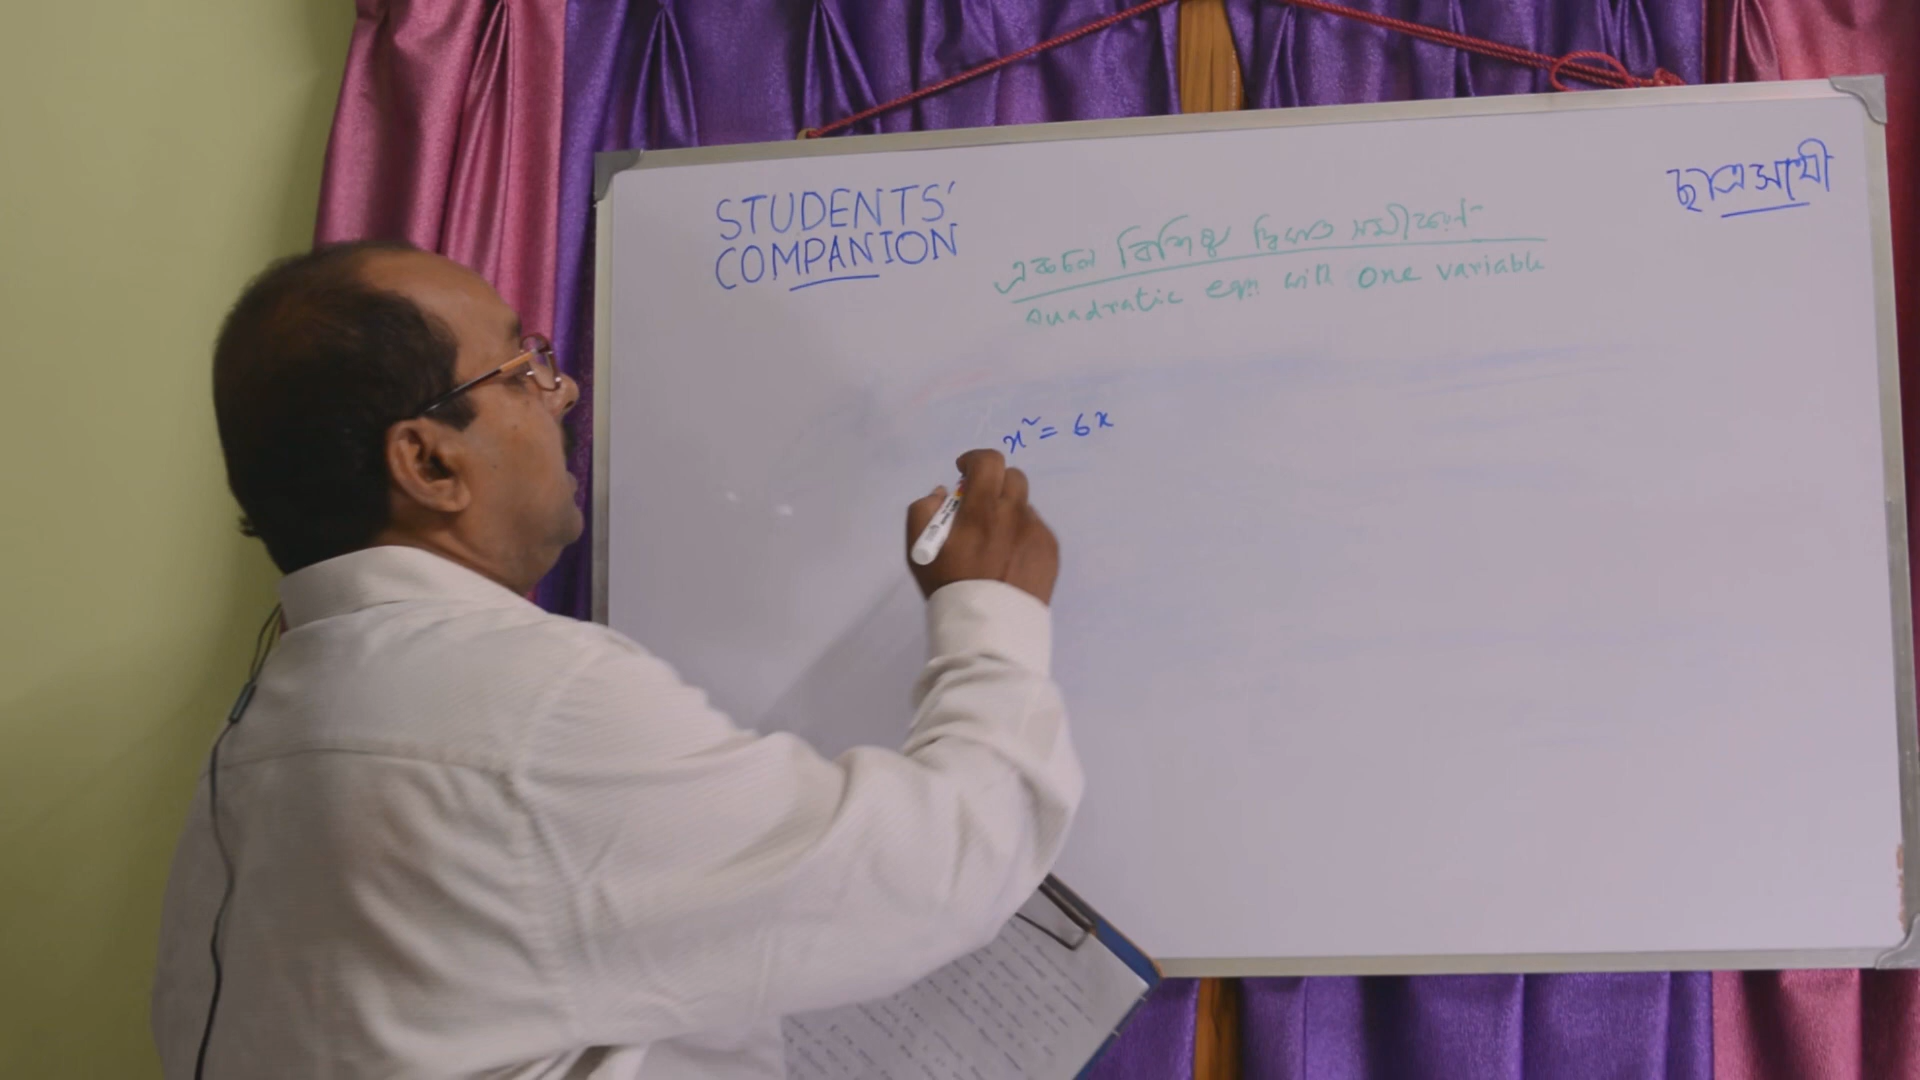 STUDENTS'
COMPANION
ছাত্রসাথী
একচল বিশিষ্ট দ্বিঘাত সমীকরণ
Quadratic eqn with one variable
x² = 6x